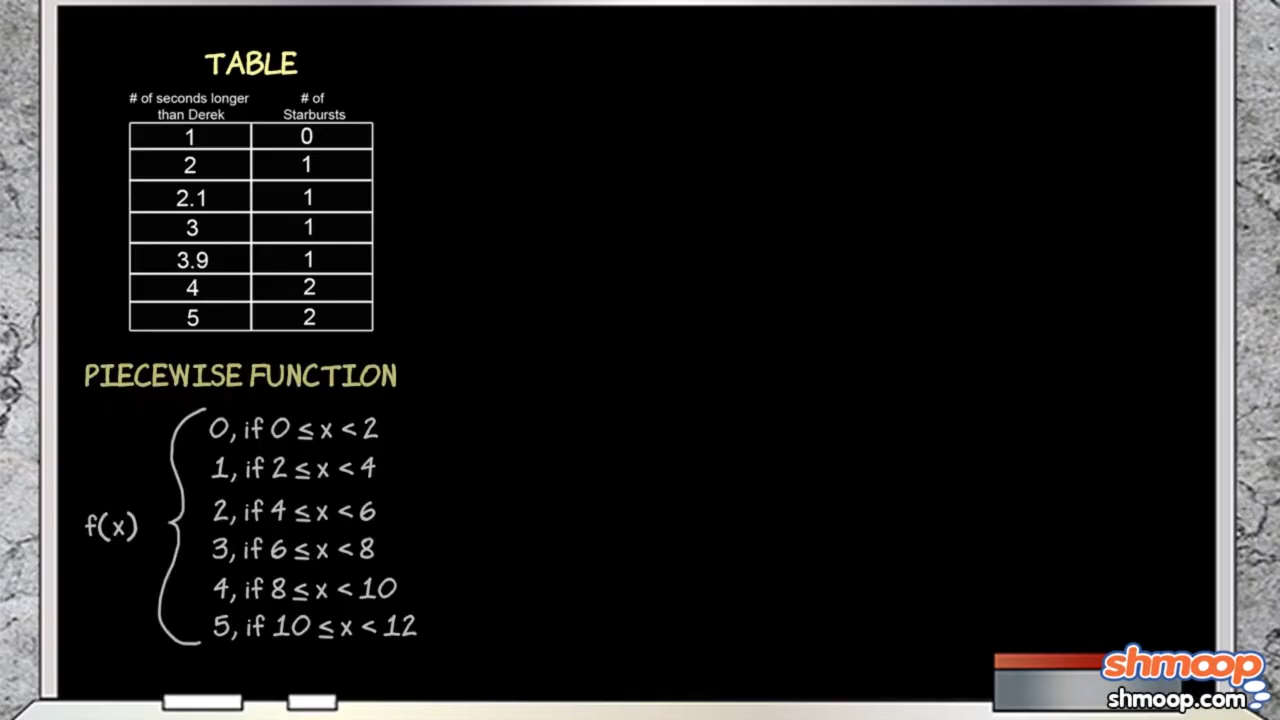 TABLE
# of seconds longer than Derek # of Starbursts
1 0
2 1
2.1 1
3 1
3.9 1
4 2
5 2
PIECEWISE FUNCTION
f(x)
0, if 0 ≤ x < 2
1, if 2 ≤ x < 4
2, if 4 ≤ x < 6
3, if 6 ≤ x < 8
4, if 8 ≤ x < 10
5, if 10 ≤ x < 12
shmoop
shmoop.com